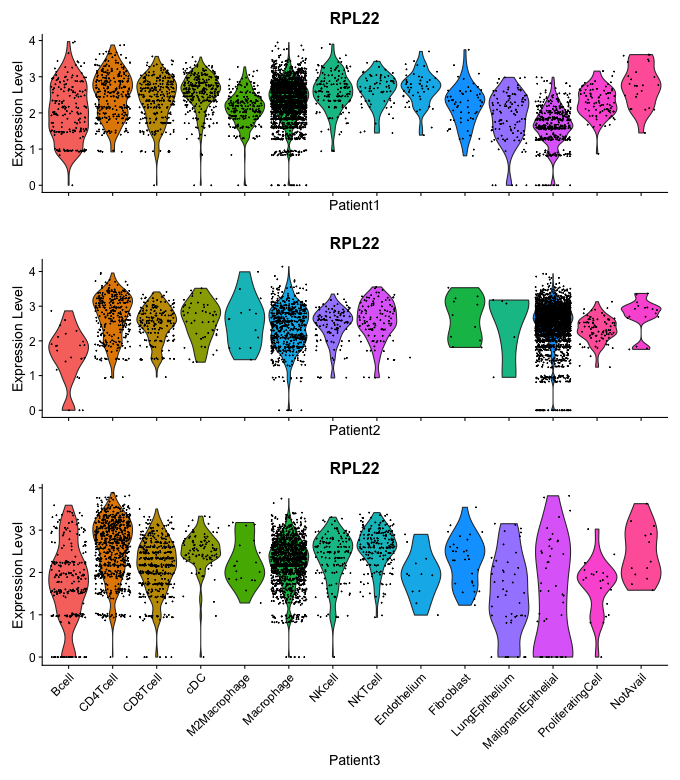 RPL22
Expression Level
4
3
2
1
0
Patient1
RPL22
Expression Level
4
3
2
1
0
Patient2
RPL22
Expression Level
4
3
2
1
0
Bcell
CD4Tcell
CD8Tcell
cDC
M2Macrophage
Macrophage
NKcell
NKTcell
Endothelium
Fibroblast
LungEpithelium
MalignantEpithelial
ProliferatingCell
NotAvail
Patient3